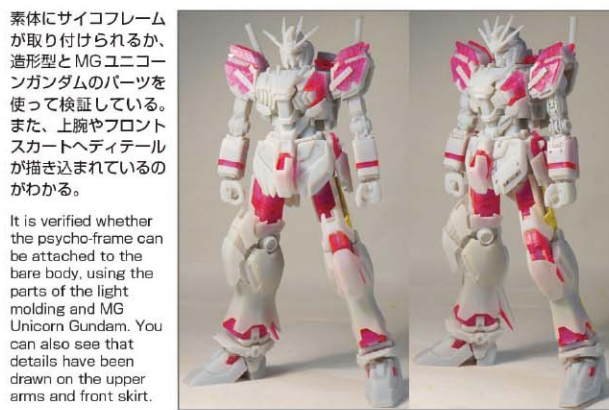 素体にサイコフレーム
が取り付けられるか、
造形型とMGユニコー
ンガンダムのパーツを
使って検証している。
また、上腕やフロント
スカートへディテール
が描き込まれているの
がわかる。
It is verified whether
the psycho-frame can
be attached to the
bare body, using the
parts of the light
molding and MG
Unicorn Gundam. You
can also see that
details have been
drawn on the upper
arms and front skirt.